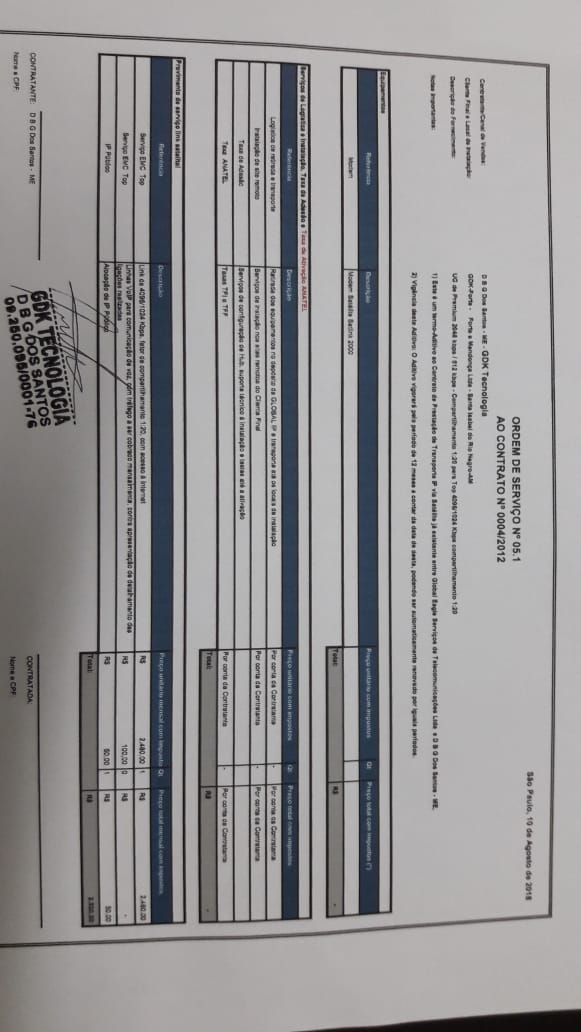 São Paulo, 10 de Agosto de 2018
ORDEM DE SERVIÇO Nº 05.1
AO CONTRATO Nº 0004/2012
Contratante/Canal de Vendas: D B G Dos Santos - ME - GDK Tecnologia
Cliente Final e Local de Instalação: GDK-Porte - Porte e Mendonça Ltda - Santa Isabel do Rio Negro-AM
Descrição do Fornecimento: UG de Premium 2048 kbps / 512 kbps - Compartilhamento 1:20 para Top 4096/1024 Kbps compartilhamento 1:20
Notas Importantes: 1) Este é um termo-Aditivo ao Contrato de Prestação de Transporte IP via Satélite já existente entre Global Eagle Serviços de Telecomunicações Ltda e D B G Dos Santos - ME.
2) Vigência deste Aditivo: O Aditivo vigorará pelo período de 12 meses a contar da data de desta, podendo ser automaticamente renovado por iguais períodos.
Equipamentos
Referência Descrição Preço unitário com impostos Qt Preço total com impostos (*)
Modem Modem Satélite 2000
Total: R$ -
Serviços de Logística e Instalação, Taxa de Adesão e Taxa de Ativação ANATEL
Referência Descrição Preço unitário com impostos Qt. Preço total com impostos
Logística de retirada e transporte Retirada dos equipamentos no depósito da GLOBAL IP e transporte até os locais de instalação Por conta da Contratante - Por conta da Contratante
Instalação de site remoto Serviços de instalação nos sites remotos do Cliente Final Por conta da Contratante - Por conta da Contratante
Taxa de Adesão Serviços de configuração de Hub, suporte técnico à instalação e testes até a ativação
Taxa ANATEL Taxas TFI e TFF Por conta da Contratante - Por conta da Contratante
Total: R$ -
Provimento de serviço link satelital
Referência Descrição Preço unitário mensal com imposto Qt Preço total mensal com impostos
Serviço EMC Top Link de 4096/1024 Kbps, fator de compartilhamento 1:20, com acesso à Internet R$ 2.480,00 1 R$ 2.480,00
Serviço EMC Top Linhas VoIP para comunicação de voz, com tráfego a ser cobrado mensalmente, contra apresentação de detalhamento das
ligações realizadas R$ 100,00 0 R$ -
IP Público Alocação de IP Público R$ 50,00 1 R$ 50,00
Total: R$ 2.530,00
GDK TECNOLOGIA
D B G DOS SANTOS
09.250.086/0001-76
CONTRATANTE: D B G Dos Santos - ME CONTRATADA:
Nome e CPF: Nome e CPF: